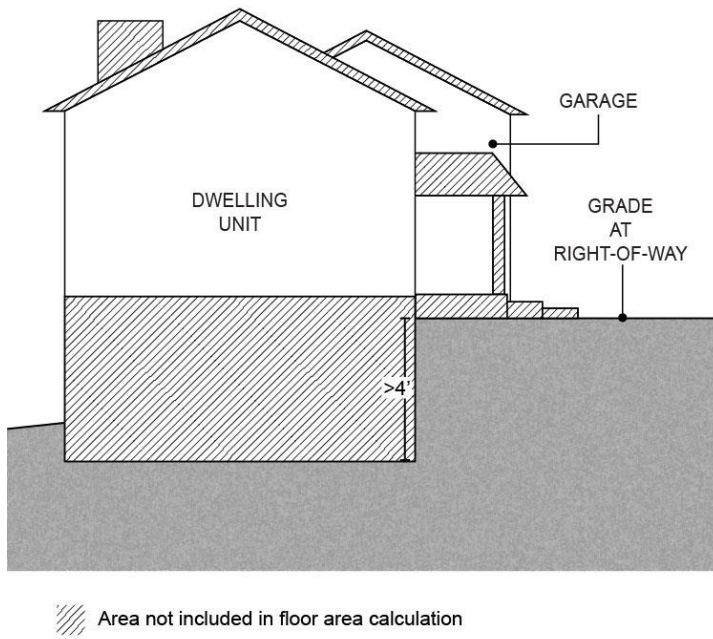 GARAGE
DWELLING
UNIT
GRADE
AT
RIGHT-OF-WAY
>4'
Area not included in floor area calculation